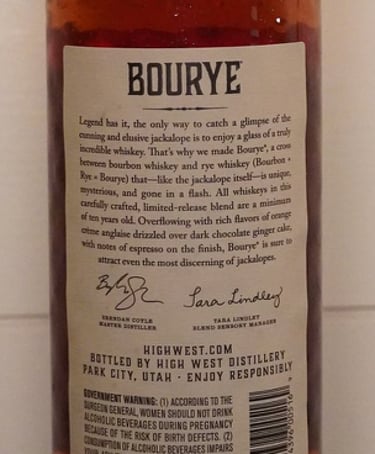 BOURYE
Legend has it, the only way to catch a glimpse of the
cunning and elusive jackalope is to enjoy a glass of a truly
incredible whiskey. That's why we made Bourye®, a cross
between bourbon whiskey and rye whiskey (Bourbon +
Rye = Bourye) that—like the jackalope itself—is unique,
mysterious, and gone in a flash. All whiskeys in this
carefully crafted, limited-release blend are a minimum
of ten years old. Overflowing with rich flavors of orange
crème anglaise drizzled over dark chocolate ginger cake,
with notes of espresso on the finish, Bourye® is sure to
attract even the most discerning of jackalopes.
Tara Lindley
BRENDAN COYLE
MASTER DISTILLER
TARA LINDLEY
BLEND SENSORY MANAGER
HIGHWEST.COM
BOTTLED BY HIGH WEST DISTILLERY
PARK CITY, UTAH · ENJOY RESPONSIBLY
GOVERNMENT WARNING: (1) ACCORDING TO THE
SURGEON GENERAL, WOMEN SHOULD NOT DRINK
ALCOHOLIC BEVERAGES DURING PREGNANCY
BECAUSE OF THE RISK OF BIRTH DEFECTS. (2)
CONSUMPTION OF ALCOHOLIC BEVERAGES IMPAIRS